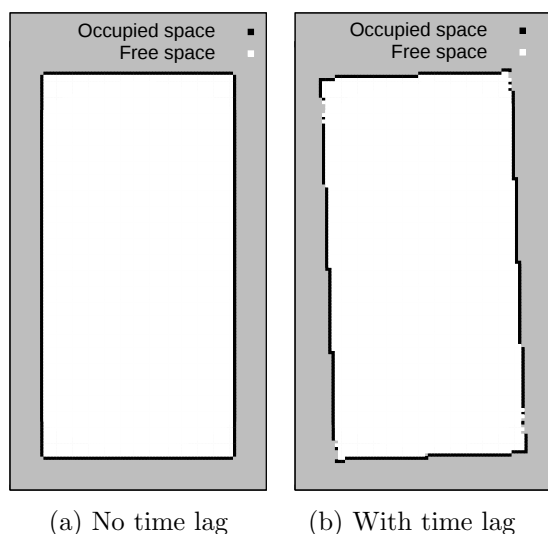 Occupied space
Free space
Occupied space
Free space
(a) No time lag
(b) With time lag